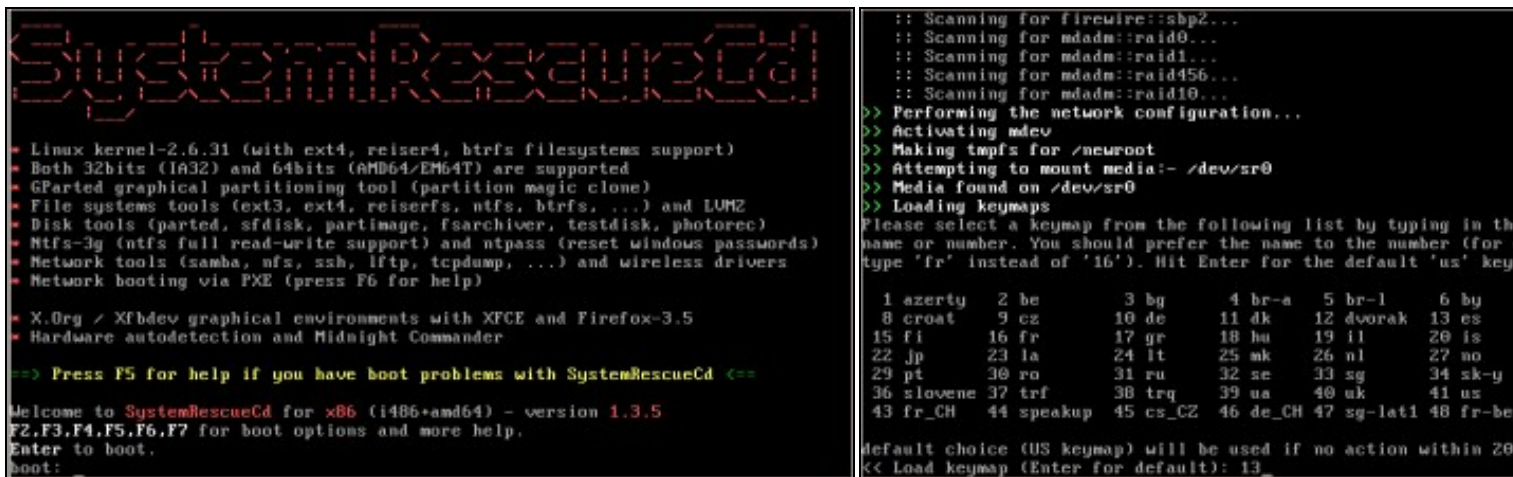 SystemRescueCd
* Linux kernel-2.6.31 (with ext4, reiser4, btrfs filesystems support)
* Both 32bits (IA32) and 64bits (AMD64/EM64T) are supported
* GParted graphical partitioning tool (partition magic clone)
* File systems tools (ext3, ext4, reiserfs, ntfs, btrfs, ...) and LVM2
* Disk tools (parted, sfdisk, partimage, fsarchiver, testdisk, photorec)
* Ntfs-3g (ntfs full read-write support) and ntpass (reset windows passwords)
* Network tools (samba, nfs, ssh, lftp, tcpdump, ...) and wireless drivers
* Network booting via PXE (press F6 for help)
* X.Org / Xfbdev graphical environments with XFCE and Firefox-3.5
* Hardware autodetection and Midnight Commander
==> Press F5 for help if you have boot problems with SystemRescueCd <==
Welcome to SystemRescueCd for x86 (i486+amd64) - version 1.3.5
F2,F3,F4,F5,F6,F7 for boot options and more help.
Enter to boot.
boot: _
:: Scanning for firewire::sbp2...
:: Scanning for mdadm::raid0...
:: Scanning for mdadm::raid1...
:: Scanning for mdadm::raid456...
:: Scanning for mdadm::raid10...
>> Performing the network configuration...
>> Activating mdev
>> Making tmpfs for /newroot
>> Attempting to mount media:- /dev/sr0
>> Media found on /dev/sr0
>> Loading keymaps
Please select a keymap from the following list by typing in th
name or number. You should prefer the name to the number (for
type 'fr' instead of '16'). Hit Enter for the default 'us' key
1 azerty 2 be 3 bg 4 br-a 5 br-l 6 by
8 croat 9 cz 10 de 11 dk 12 dvorak 13 es
15 fi 16 fr 17 gr 18 hu 19 il 20 is
22 jp 23 la 24 lt 25 mk 26 nl 27 no
29 pt 30 ro 31 ru 32 se 33 sg 34 sk-y
36 slovene 37 trf 38 trq 39 ua 40 uk 41 us
43 fr_CH 44 speakup 45 cs_CZ 46 de_CH 47 sg-lat1 48 fr-be
default choice (US keymap) will be used if no action within 20
<< Load keymap (Enter for default): 13_